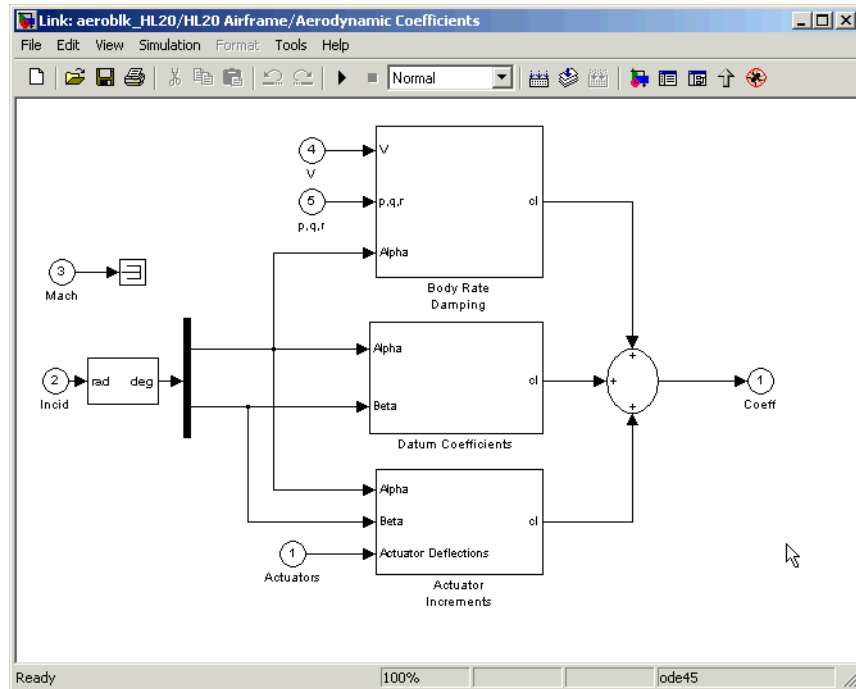 Link: aeroblk_HL20/HL20 Airframe/Aerodynamic Coefficients
File Edit View Simulation Format Tools Help
Normal
4
V
V
5
p,q,r
p,q,r
cl
Alpha
Body Rate
Damping
3
Mach
2
Incid
rad deg
Alpha
cl
Beta
Datum Coefficients
+
+
+
1
Coeff
Alpha
Beta
cl
1
Actuators
Actuator Deflections
Actuator
Increments
Ready
100%
ode45